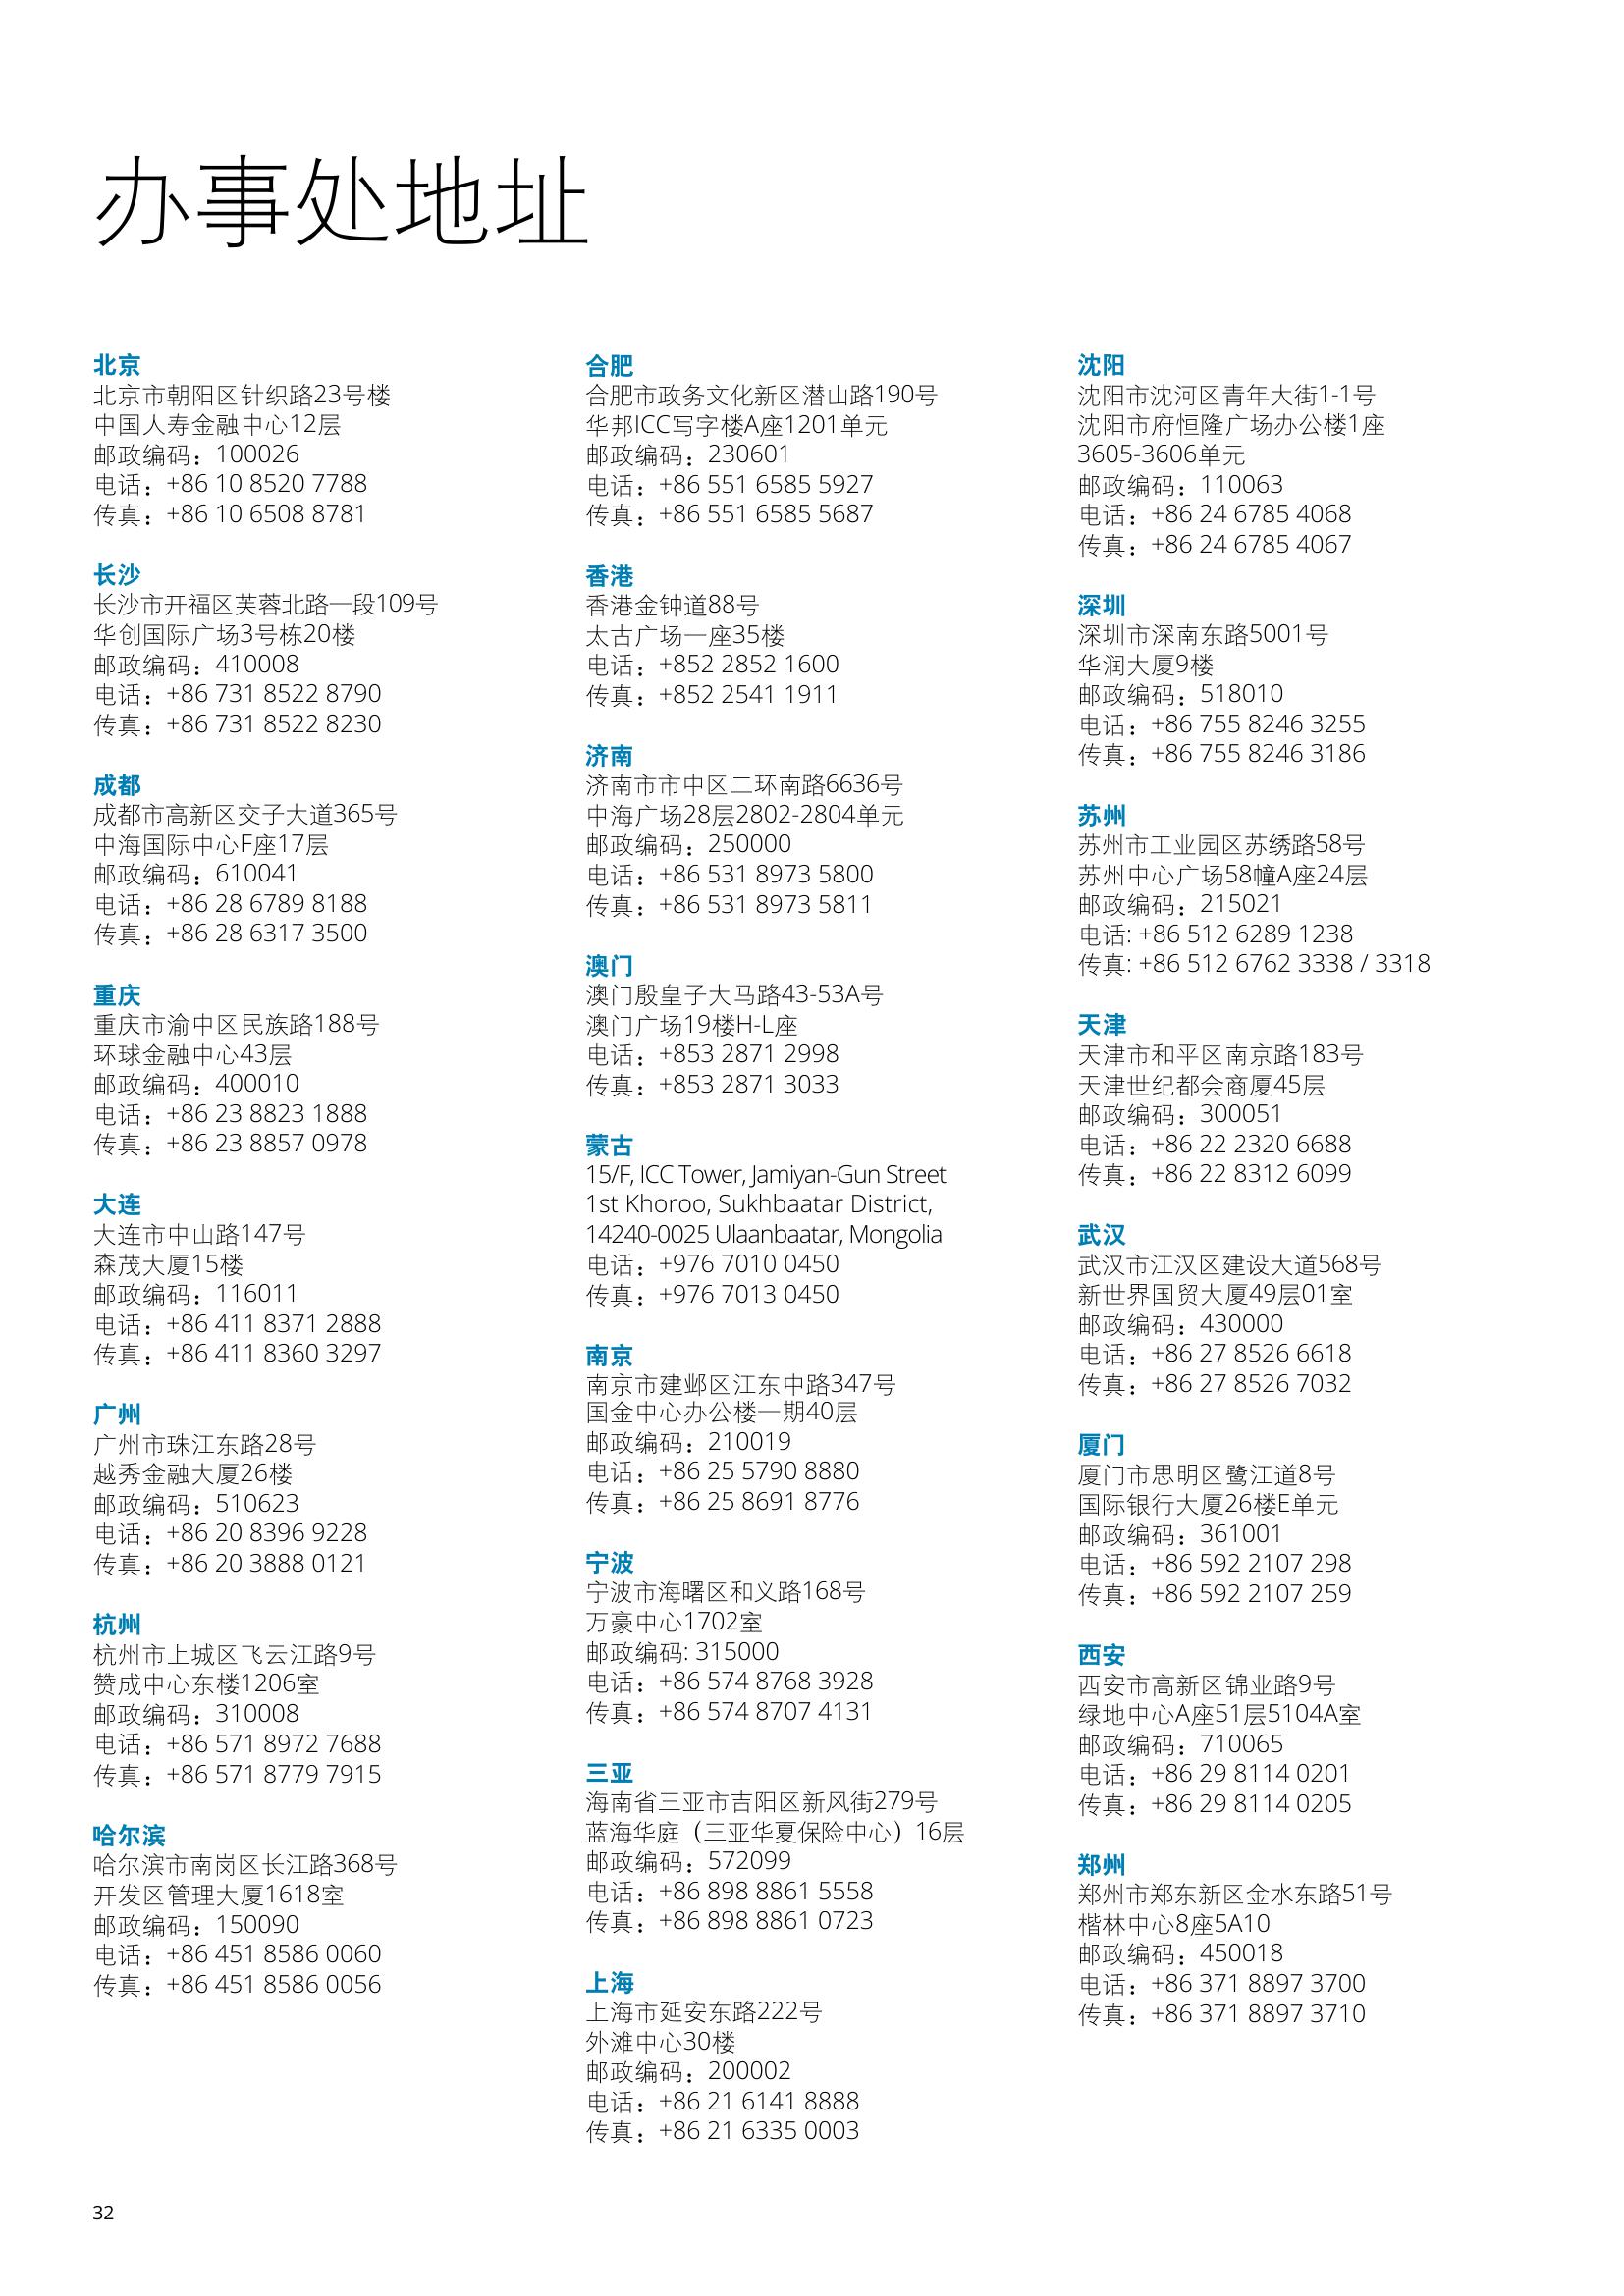 办事处地址
北京
北京市朝阳区针织路23号楼
中国人寿金融中心12层
邮政编码：100026
电话：+86 10 8520 7788
传真：+86 10 6508 8781
长沙
长沙市开福区芙蓉北路一段109号
华创国际广场3号栋20楼
邮政编码：410008
电话：+86 731 8522 8790
传真：+86 731 8522 8230
成都
成都市高新区交子大道365号
中海国际中心F座17层
邮政编码：610041
电话：+86 28 6789 8188
传真：+86 28 6317 3500
重庆
重庆市渝中区民族路188号
环球金融中心43层
邮政编码：400010
电话：+86 23 8823 1888
传真：+86 23 8857 0978
大连
大连市中山路147号
森茂大厦15楼
邮政编码：116011
电话：+86 411 8371 2888
传真：+86 411 8360 3297
广州
广州市珠江东路28号
越秀金融大厦26楼
邮政编码：510623
电话：+86 20 8396 9228
传真：+86 20 3888 0121
杭州
杭州市上城区飞云江路9号
赞成中心东楼1206室
邮政编码：310008
电话：+86 571 8972 7688
传真：+86 571 8779 7915
哈尔滨
哈尔滨市南岗区长江路368号
开发区管理大厦1618室
邮政编码：150090
电话：+86 451 8586 0060
传真：+86 451 8586 0056
合肥
合肥市政务文化新区潜山路190号
华邦ICC写字楼A座1201单元
邮政编码：230601
电话：+86 551 6585 5927
传真：+86 551 6585 5687
香港
香港金钟道88号
太古广场一座35楼
电话：+852 2852 1600
传真：+852 2541 1911
济南
济南市市中区二环南路6636号
中海广场28层2802-2804单元
邮政编码：250000
电话：+86 531 8973 5800
传真：+86 531 8973 5811
澳门
澳门殷皇子大马路43-53A号
澳门广场19楼H-L座
电话：+853 2871 2998
传真：+853 2871 3033
蒙古
15/F, ICC Tower, Jamiyan-Gun Street
1st Khoroo, Sukhbaatar District,
14240-0025 Ulaanbaatar, Mongolia
电话：+976 7010 0450
传真：+976 7013 0450
南京
南京市建邺区江东中路347号
国金中心办公楼一期40层
邮政编码：210019
电话：+86 25 5790 8880
传真：+86 25 8691 8776
宁波
宁波市海曙区和义路168号
万豪中心1702室
邮政编码: 315000
电话：+86 574 8768 3928
传真：+86 574 8707 4131
三亚
海南省三亚市吉阳区新风街279号
蓝海华庭（三亚华夏保险中心）16层
邮政编码：572099
电话：+86 898 8861 5558
传真：+86 898 8861 0723
上海
上海市延安东路222号
外滩中心30楼
邮政编码：200002
电话：+86 21 6141 8888
传真：+86 21 6335 0003
沈阳
沈阳市沈河区青年大街1-1号
沈阳市府恒隆广场办公楼1座
3605-3606单元
邮政编码：110063
电话：+86 24 6785 4068
传真：+86 24 6785 4067
深圳
深圳市深南东路5001号
华润大厦9楼
邮政编码：518010
电话：+86 755 8246 3255
传真：+86 755 8246 3186
苏州
苏州市工业园区苏绣路58号
苏州中心广场58幢A座24层
邮政编码：215021
电话: +86 512 6289 1238
传真: +86 512 6762 3338 / 3318
天津
天津市和平区南京路183号
天津世纪都会商厦45层
邮政编码：300051
电话：+86 22 2320 6688
传真：+86 22 8312 6099
武汉
武汉市江汉区建设大道568号
新世界国贸大厦49层01室
邮政编码：430000
电话：+86 27 8526 6618
传真：+86 27 8526 7032
厦门
厦门市思明区鹭江道8号
国际银行大厦26楼E单元
邮政编码：361001
电话：+86 592 2107 298
传真：+86 592 2107 259
西安
西安市高新区锦业路9号
绿地中心A座51层5104A室
邮政编码：710065
电话：+86 29 8114 0201
传真：+86 29 8114 0205
郑州
郑州市郑东新区金水东路51号
楷林中心8座5A10
邮政编码：450018
电话：+86 371 8897 3700
传真：+86 371 8897 3710
32